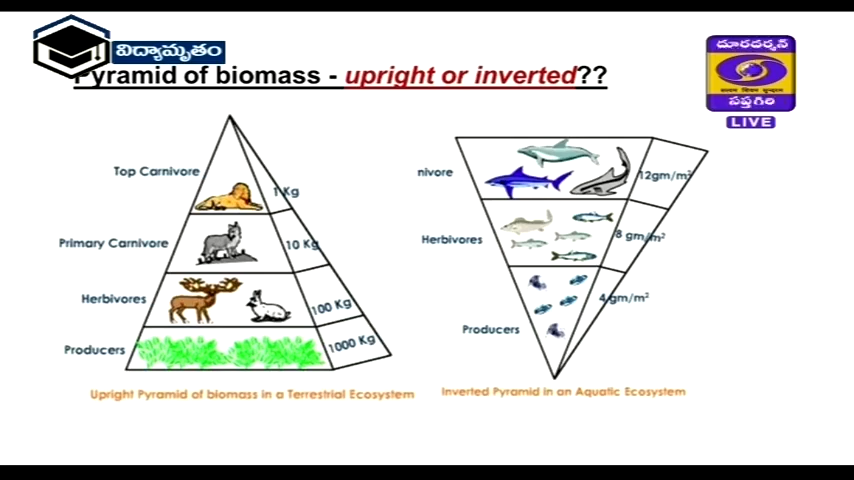 విద్యామృతం
Pyramid of biomass - upright or inverted??
దూరదర్శన్
సప్తగిరి
LIVE
Top Carnivore
1 Kg
Primary Carnivore
10 Kg
Herbivores
100 Kg
Producers
1000 Kg
Upright Pyramid of biomass in a Terrestrial Ecosystem
nivore
12gm/m²
Herbivores
8 gm/m²
4 gm/m²
Producers
Inverted Pyramid in an Aquatic Ecosystem